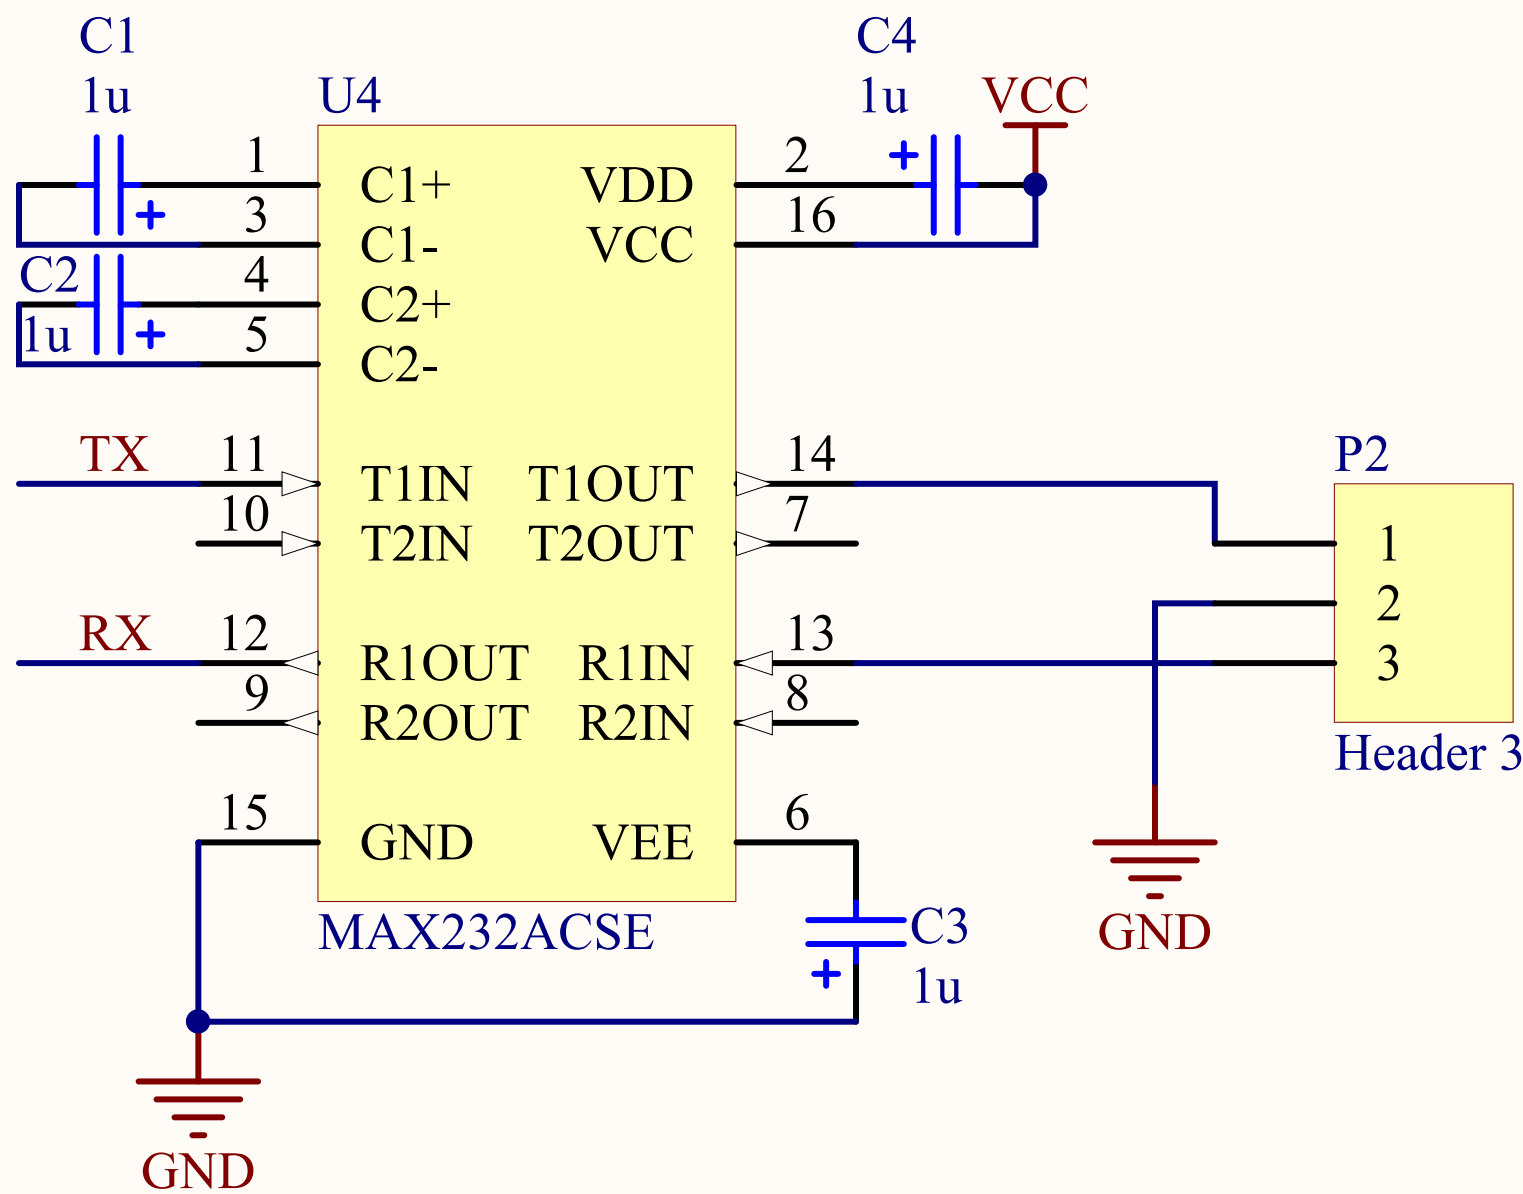 C1
1u
U4
C4
1u
VCC
1
C1+
VDD
2
3
C1-
VCC
16
C2
1u
4
C2+
5
C2-
TX
11
T1IN
T1OUT
14
10
T2IN
T2OUT
7
P2
1
2
3
Header 3
RX
12
R1OUT
R1IN
13
9
R2OUT
R2IN
8
15
GND
VEE
6
MAX232ACSE
C3
1u
GND
GND